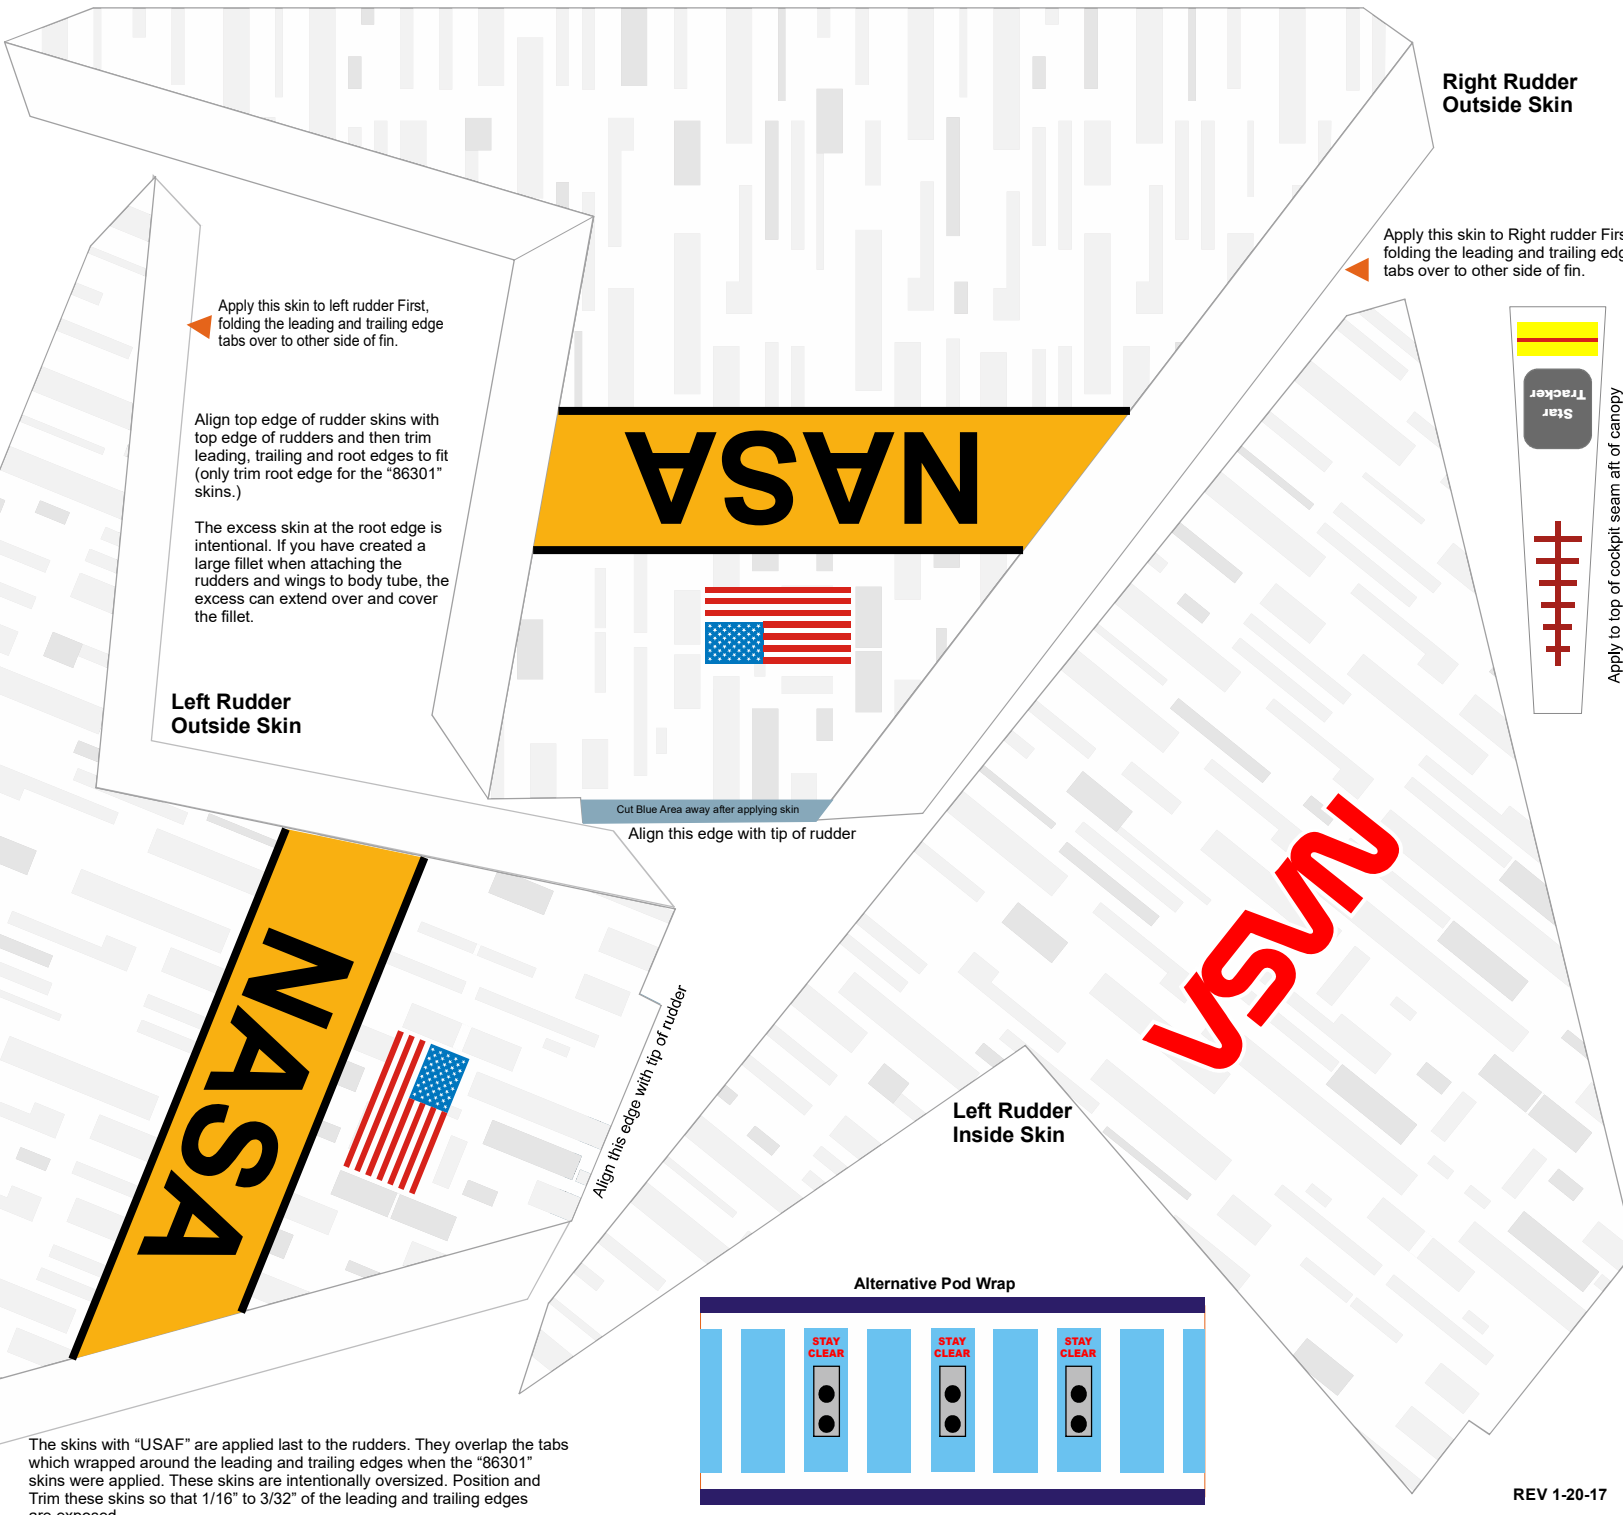 Right Rudder
Outside Skin
Apply this skin to Right rudder Firs
folding the leading and trailing edg
tabs over to other side of fin.
Apply this skin to left rudder First,
folding the leading and trailing edge
tabs over to other side of fin.
Star
Tracker
Apply to top of cockpit seam aft of canopy
Align top edge of rudder skins with
top edge of rudders and then trim
leading, trailing and root edges to fit
(only trim root edge for the “86301”
skins.)
The excess skin at the root edge is
intentional. If you have created a
large fillet when attaching the
rudders and wings to body tube, the
excess can extend over and cover
the fillet.
NASA
Left Rudder
Outside Skin
Cut Blue Area away after applying skin
Align this edge with tip of rudder
NASA
NASA
Align this edge with tip of rudder
Left Rudder
Inside Skin
Alternative Pod Wrap
STAY
CLEAR
STAY
CLEAR
STAY
CLEAR
The skins with “USAF” are applied last to the rudders. They overlap the tabs
which wrapped around the leading and trailing edges when the “86301”
skins were applied. These skins are intentionally oversized. Position and
Trim these skins so that 1/16” to 3/32” of the leading and trailing edges
are exposed
REV 1-20-17